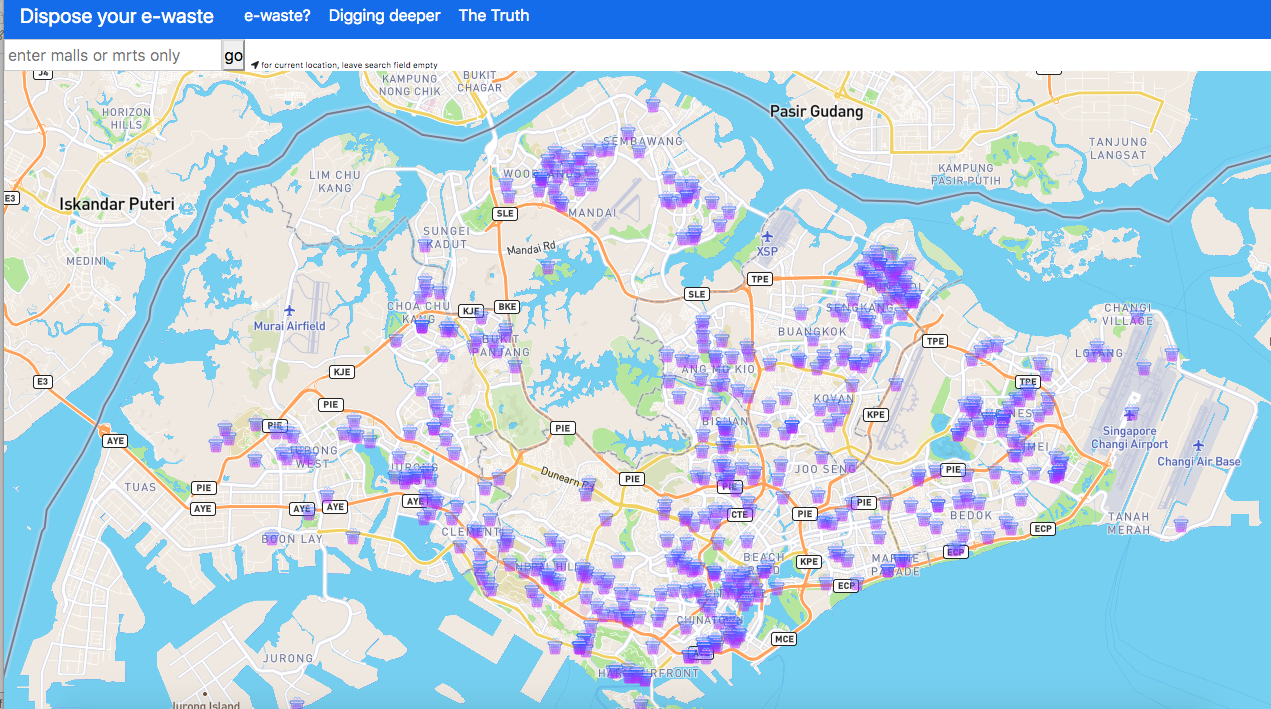 Dispose your e-waste e-waste? Digging deeper The Truth
enter malls or mrts only go for current location, leave search field empty
J4
KAMPUNG
NONG CHIK
BUKIT
CHAGAR
HORIZON
HILLS
Pasir Gudang
SEMBAWANG
TANJUNG
LANGSAT
LIM CHU
KANG
KAMPUNG
PASIR PUTIH
E3
Iskandar Puteri
SLE
MANDAI
SUNGEI
KADUT
Mandai Rd
XSP
MEDINI
TPE
SLE
CHOA CHU
KANG
KJE
BKE
SENGKANG
CHANGI
VILLAGE
Murai Airfield
BUANGKOK
BUKIT
PANJANG
TPE
LOYANG
ANG MO KIO
KJE
E3
TPE
PIE
KOVAN
KPE
BISHAN
PIE
PIE
AYE
Singapore
Changi Airport
JURONG
WEST
Changi Air Base
JURONG
JOO SENG
PIE
Dunearn Rd
PIE
TUAS
PIE
PIE
AYE
AYE
AYE
AYE
CTE
PIE
PIE
BEDOK
TANAH
MERAH
ECP
BOON LAY
ECP
BEACH
KPE
MARINE
PARADE
ECP
CHINATOWN
MCE
JURONG
Jurong Island